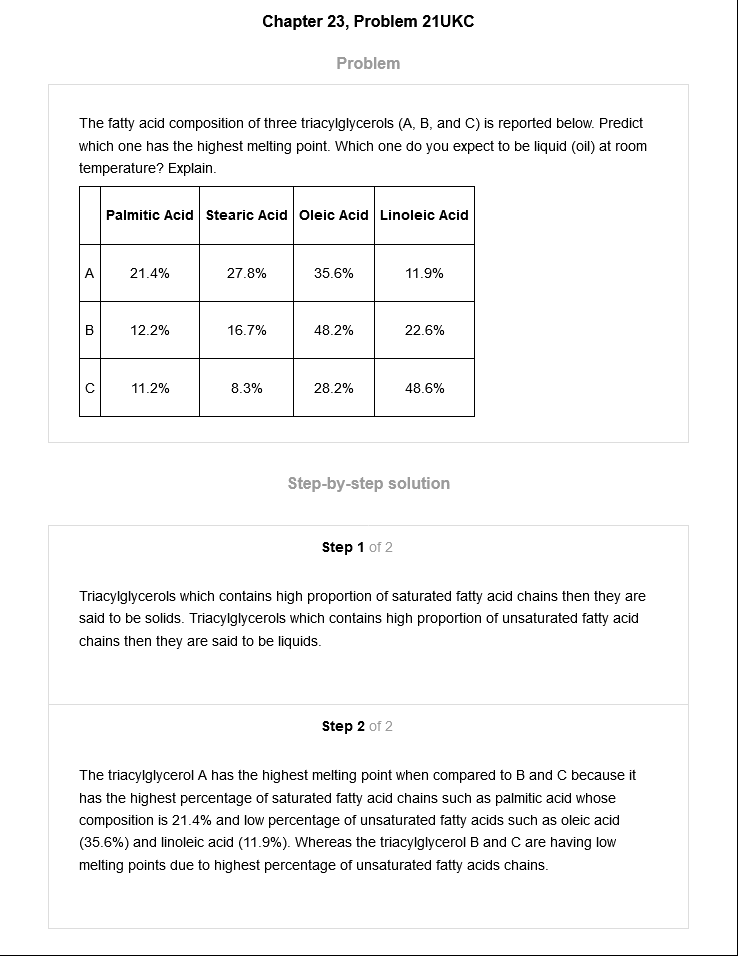 Chapter 23, Problem 21UKC
Problem
The fatty acid composition of three triacylglycerols (A, B, and C) is reported below. Predict
which one has the highest melting point. Which one do you expect to be liquid (oil) at room
temperature? Explain.
Palmitic Acid Stearic Acid Oleic Acid Linoleic Acid
A 21.4% 27.8% 35.6% 11.9%
B 12.2% 16.7% 48.2% 22.6%
C 11.2% 8.3% 28.2% 48.6%
Step-by-step solution
Step 1 of 2
Triacylglycerols which contains high proportion of saturated fatty acid chains then they are
said to be solids. Triacylglycerols which contains high proportion of unsaturated fatty acid
chains then they are said to be liquids.
Step 2 of 2
The triacylglycerol A has the highest melting point when compared to B and C because it
has the highest percentage of saturated fatty acid chains such as palmitic acid whose
composition is 21.4% and low percentage of unsaturated fatty acids such as oleic acid
(35.6%) and linoleic acid (11.9%). Whereas the triacylglycerol B and C are having low
melting points due to highest percentage of unsaturated fatty acids chains.